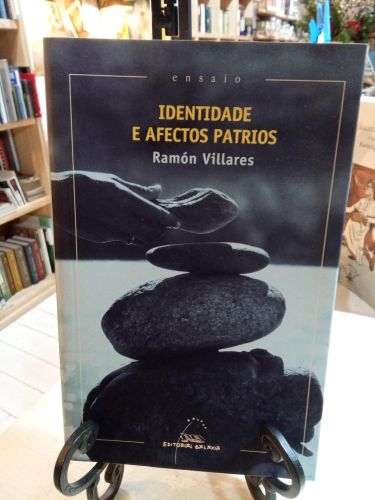 ensaio
IDENTIDADE
E AFECTOS PATRIOS
Ramón Villares
EDITORIAL GALAXIA